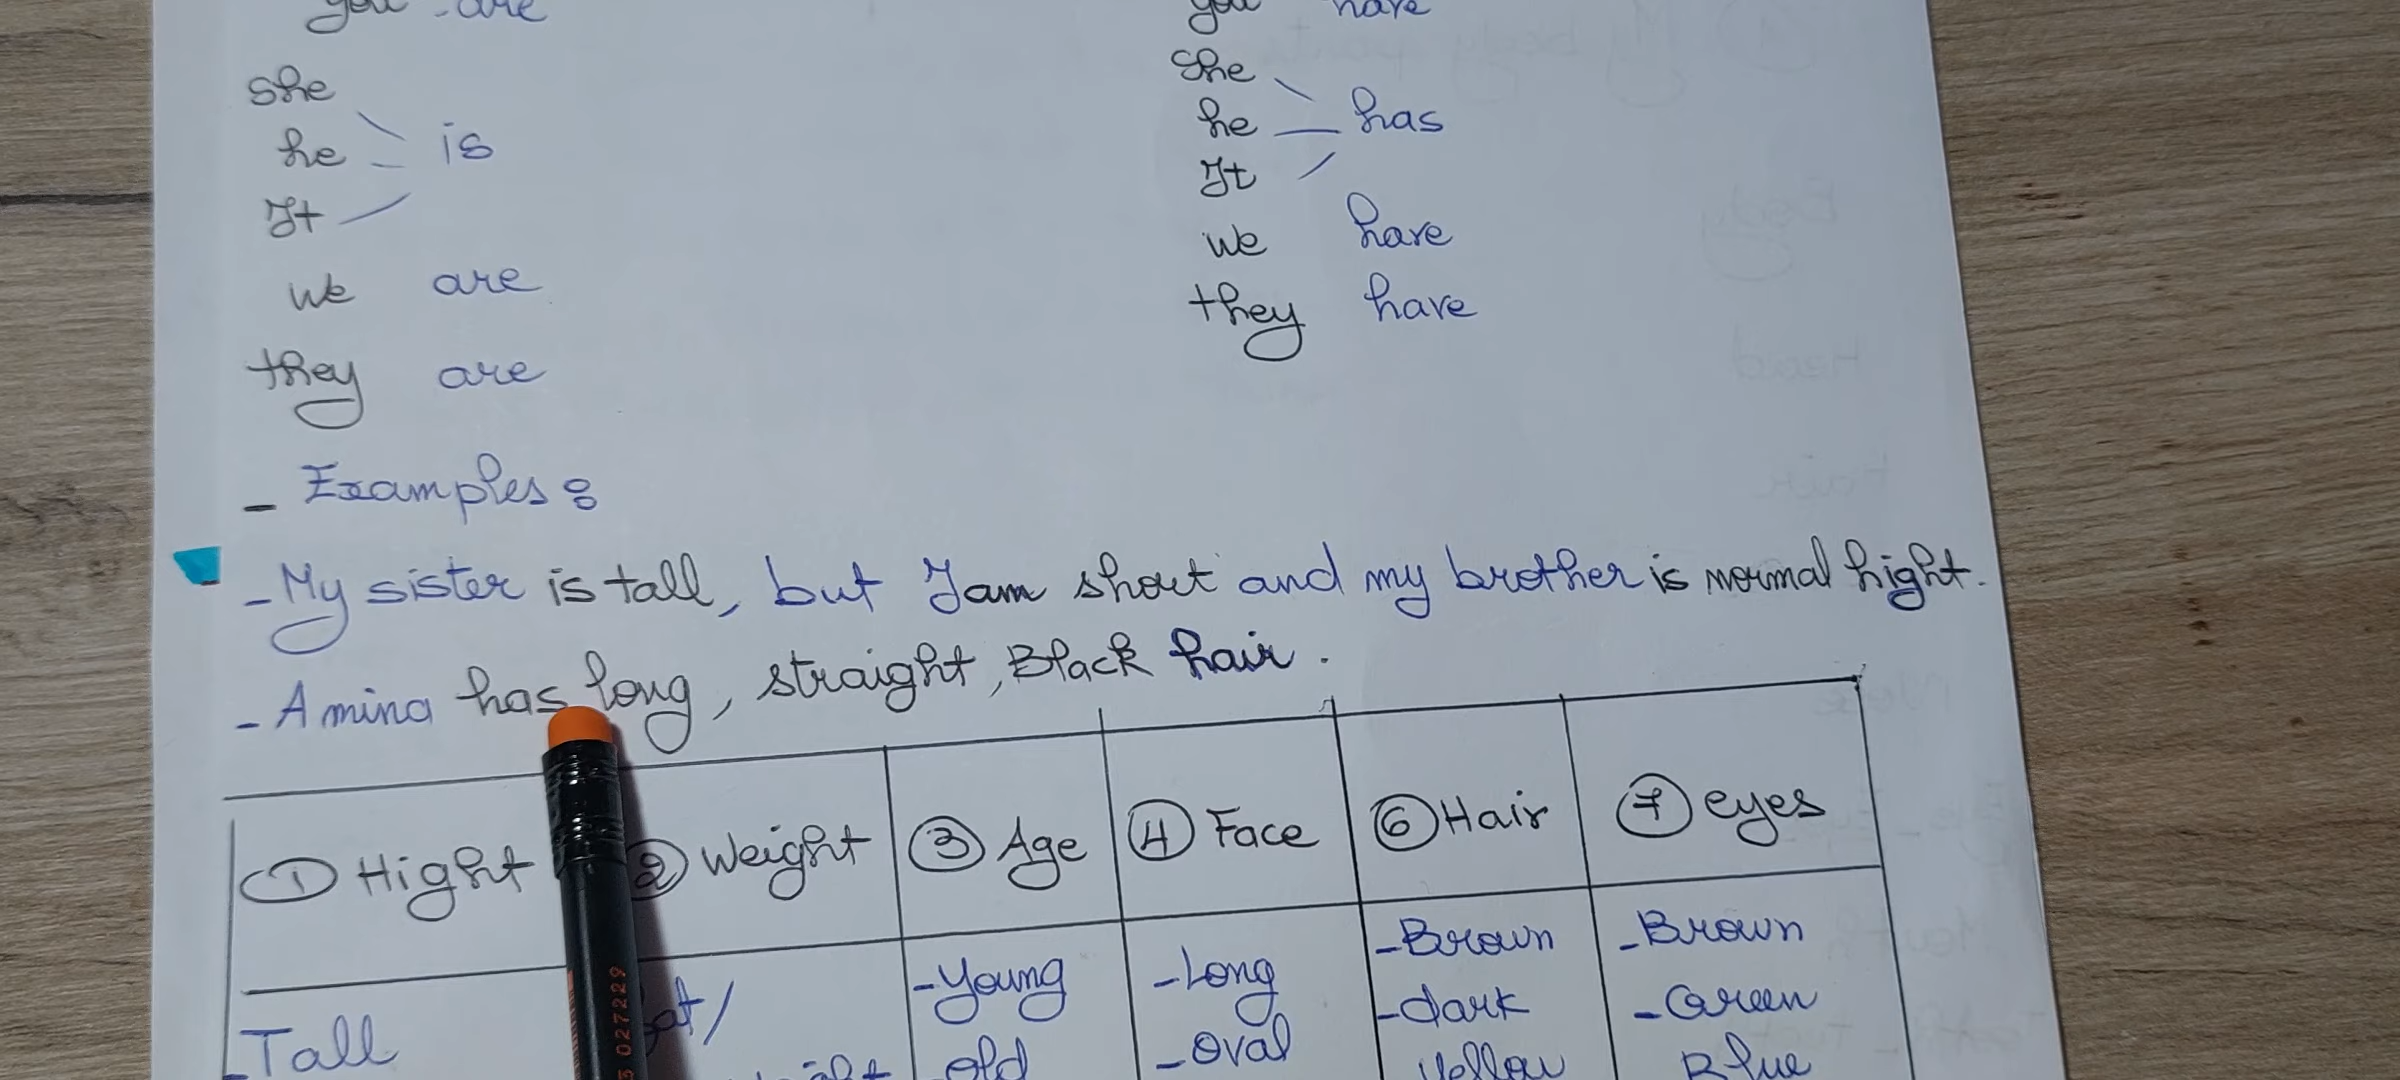 you are
you have
she
he is
It
we are
they are
she
he has
It
we have
they have
- Examples :
- My sister is tall, but I am short and my brother is normal hight.
- Amina has long, straight, Black hair.
① Hight ② Weight ③ Age ④ Face ⑥ Hair ⑦ eyes
- Tall
- Young
- old
- Long
- Oval
- Brown
- dark
yellow
- Brown
- Green
Blue
027229